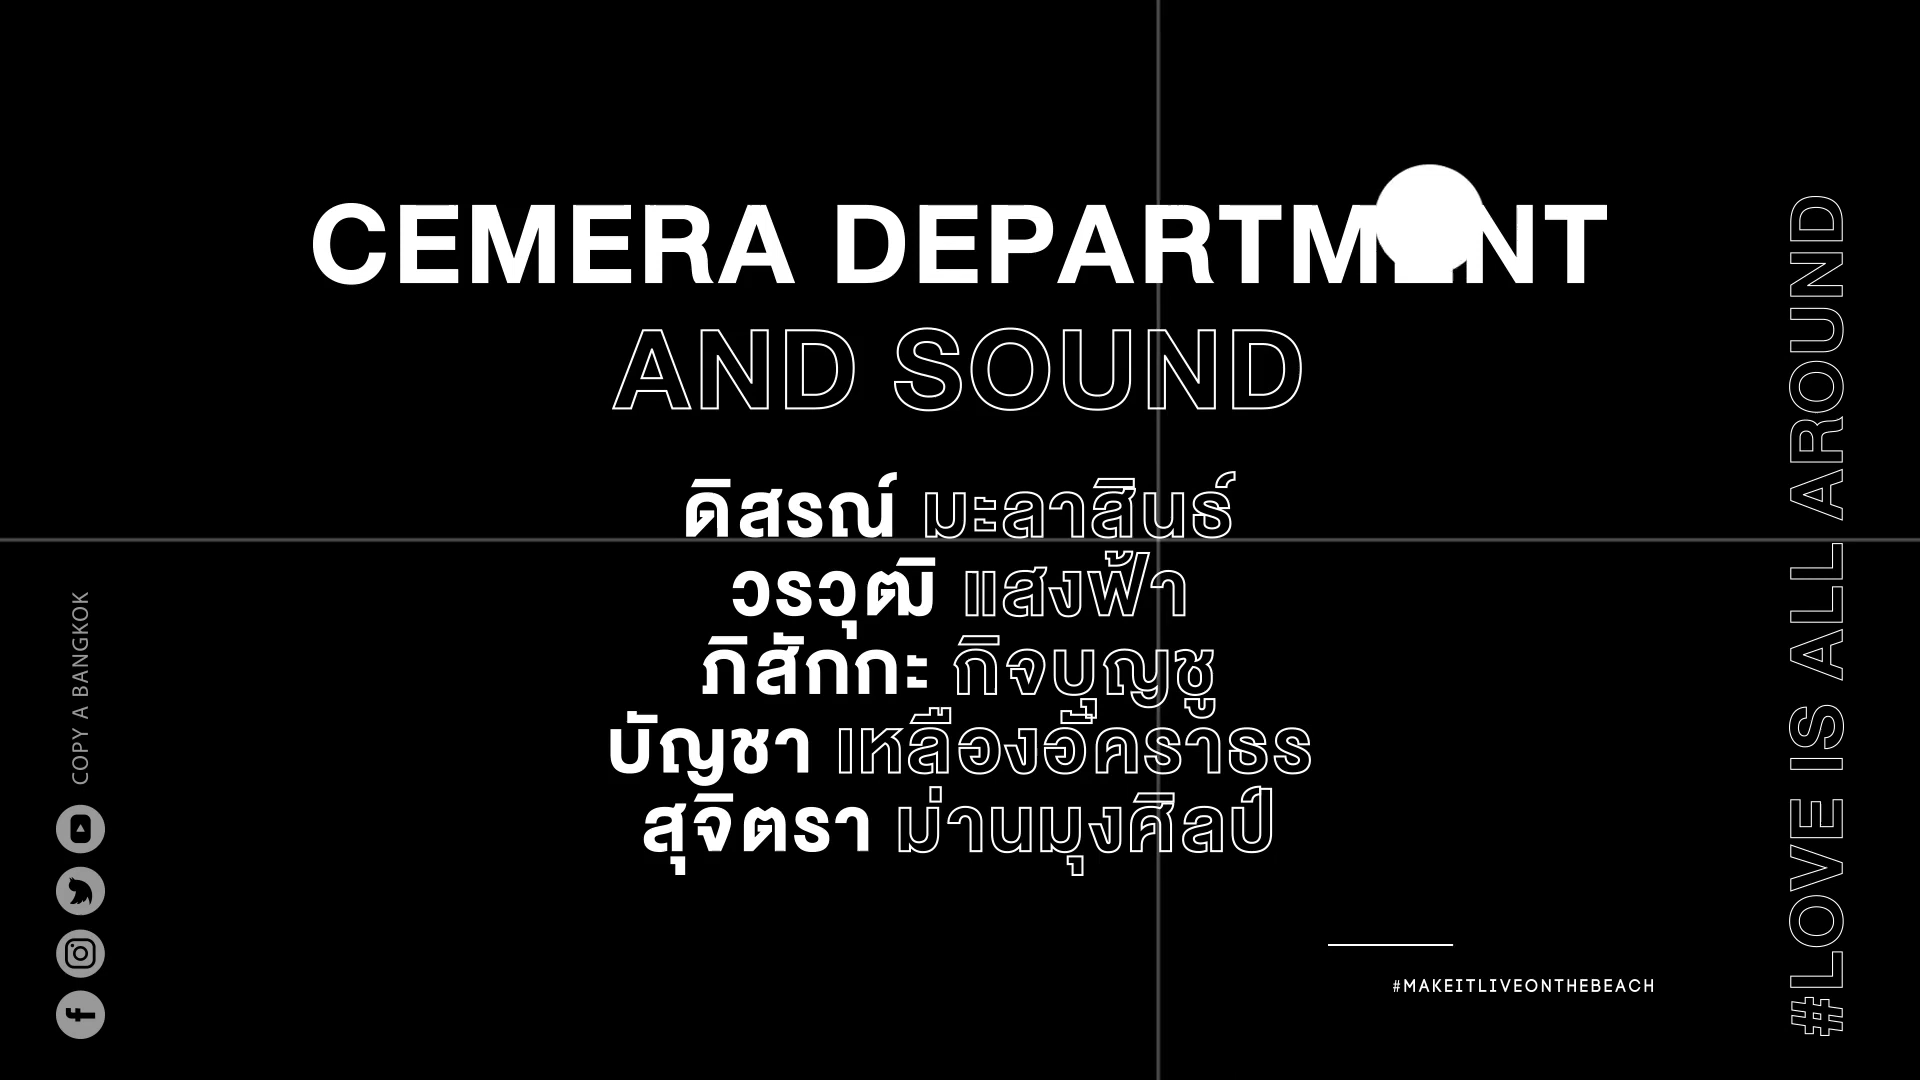 CEMERA DEPARTMENT
AND SOUND
ดิสรณ์ มะลาสินธ์
วรวุฒิ แสงฟ้า
ภิสักกะ กิจบุญชู
บัญชา เหลืองอัคราธร
สุจิตรา ม่านมุงศิลป์
#MAKEITLIVEONTHEBEACH
COPY A BANGKOK
#LOVE IS ALL AROUND